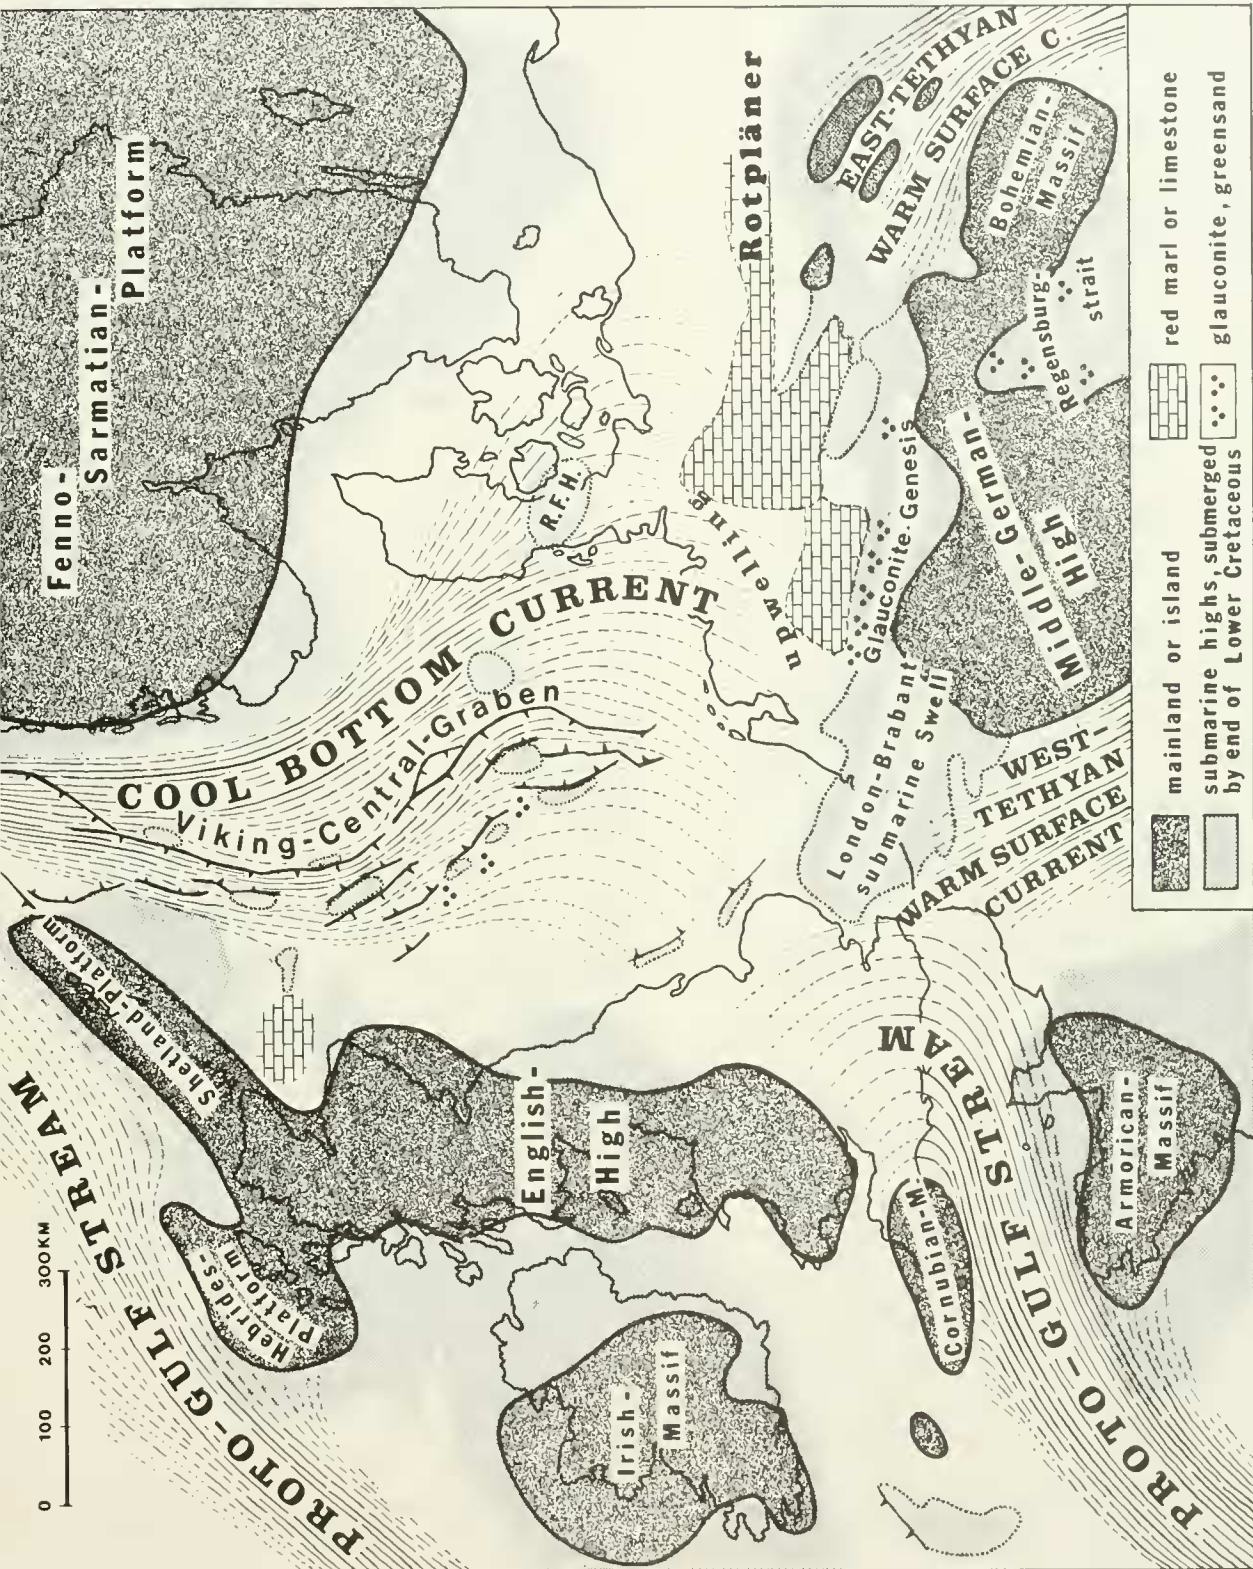 Fenno-
Sarmatian-
Platform
COOL BOTTOM CURRENT
Viking-Central-Graben
R.F.H.
upwelling
Rotpläner
EAST-TETHYAN
WARM SURFACE C.
Bohemian-
Massif
Regensburg-
strait
Middle-German-
High
Glauconite-Genesis
London-Brabant
submarine Swell
WEST-
TETHYAN
WARM SURFACE
CURRENT
Shetland-Platform
Hebrides-
Platform
PROTO-GULF STREAM
0 100 200 300KM
English-
High
Irish-
Massif
Cornubian-M.
PROTO-GULF STREAM
Armorican-
Massif
mainland or island
submarine highs, submerged
by end of Lower Cretaceous
red marl or limestone
glauconite, greensand